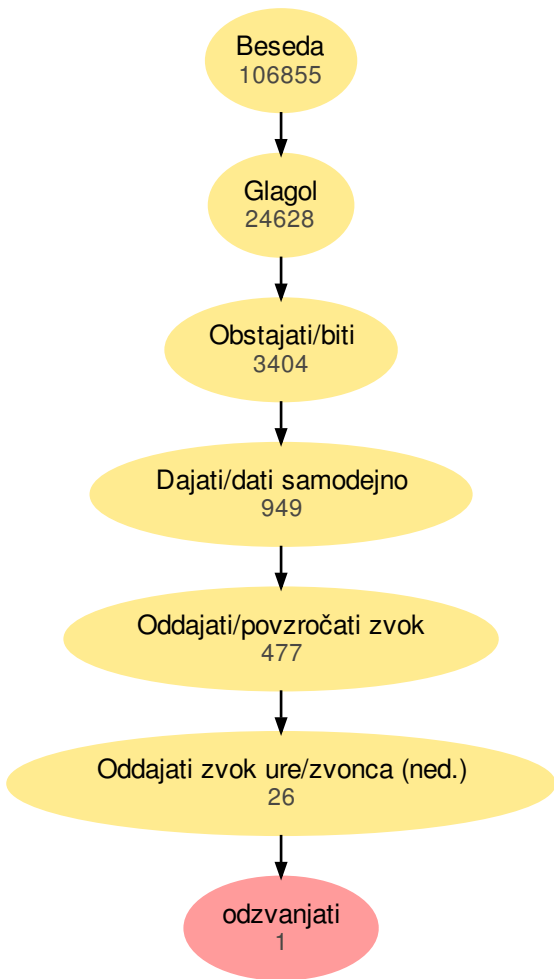 Beseda
106855
Glagol
24628
Obstajati/biti
3404
Dajati/dati samodejno
949
Oddajati/povzročati zvok
477
Oddajati zvok ure/zvonca (ned.)
26
odzvanjati
1